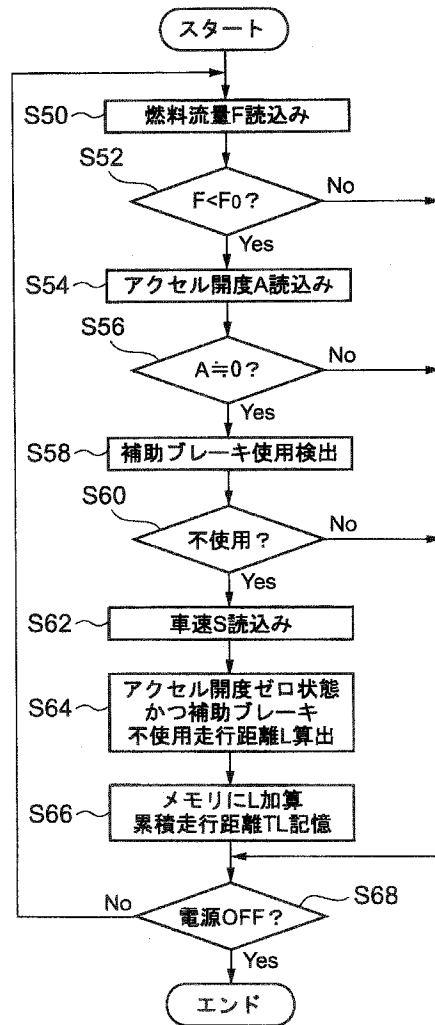 スタート
S50
燃料流量F読込み
S52
F<F0？
No
Yes
S54
アクセル開度A読込み
S56
A≒0？
No
Yes
S58
補助ブレーキ使用検出
S60
不使用？
No
Yes
S62
車速S読込み
S64
アクセル開度ゼロ状態
かつ補助ブレーキ
不使用走行距離L算出
S66
メモリにL加算
累積走行距離TL記憶
No
S68
電源OFF？
Yes
エンド